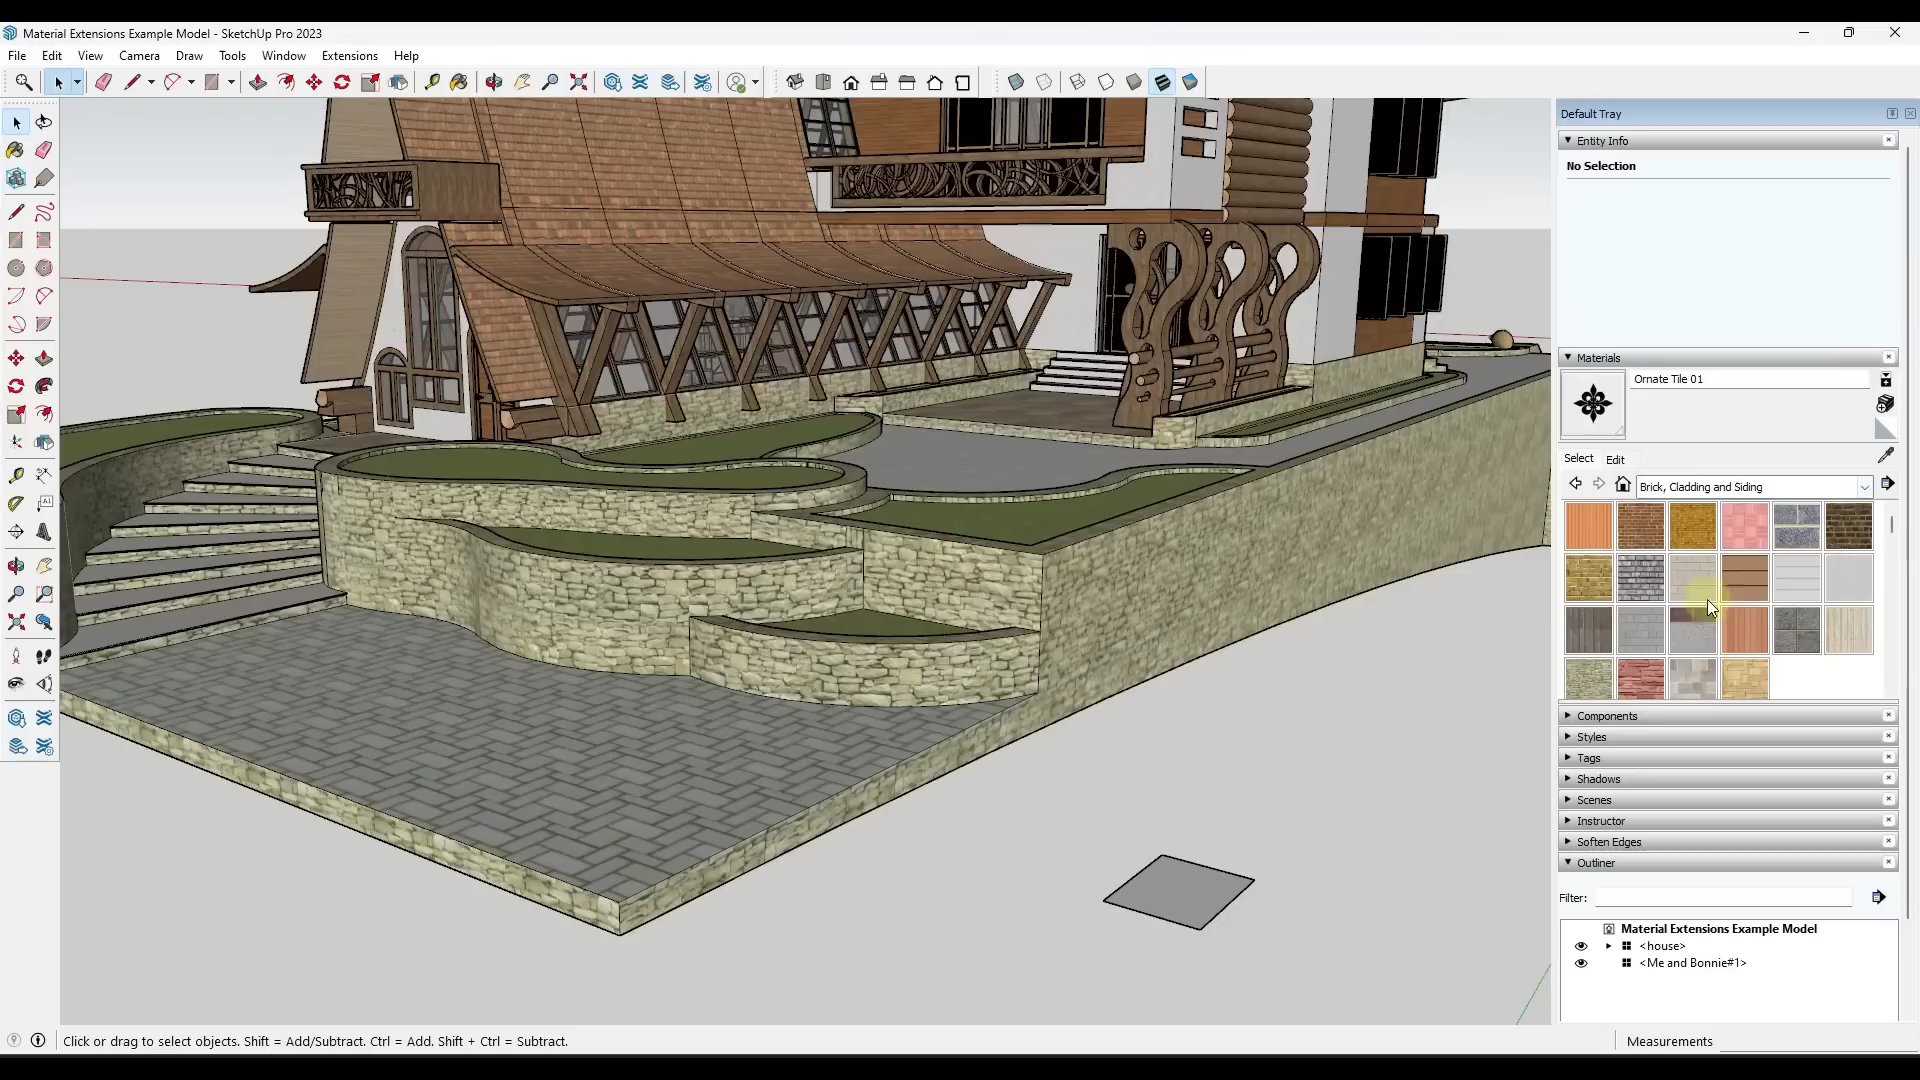 Material Extensions Example Model - SketchUp Pro 2023
File Edit View Camera Draw Tools Window Extensions Help
Default Tray
Entity Info
No Selection
Materials
Ornate Tile 01
Select Edit
Brick, Cladding and Siding
Components
Styles
Tags
Shadows
Scenes
Instructor
Soften Edges
Outliner
Filter:
Material Extensions Example Model
<house>
<Me and Bonnie#1>
Click or drag to select objects. Shift = Add/Subtract. Ctrl = Add. Shift + Ctrl = Subtract.
Measurements